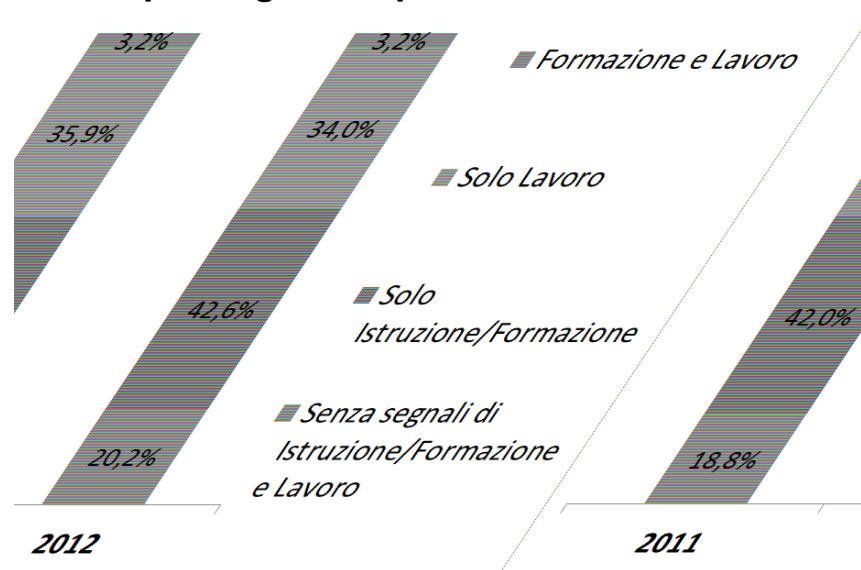 3,2%
3,2%
Formazione e Lavoro
35,9%
34,0%
Solo Lavoro
42,6%
Solo
Istruzione/Formazione
42,0%
20,2%
Senza segnali di
Istruzione/Formazione
e Lavoro
18,8%
2012
2011